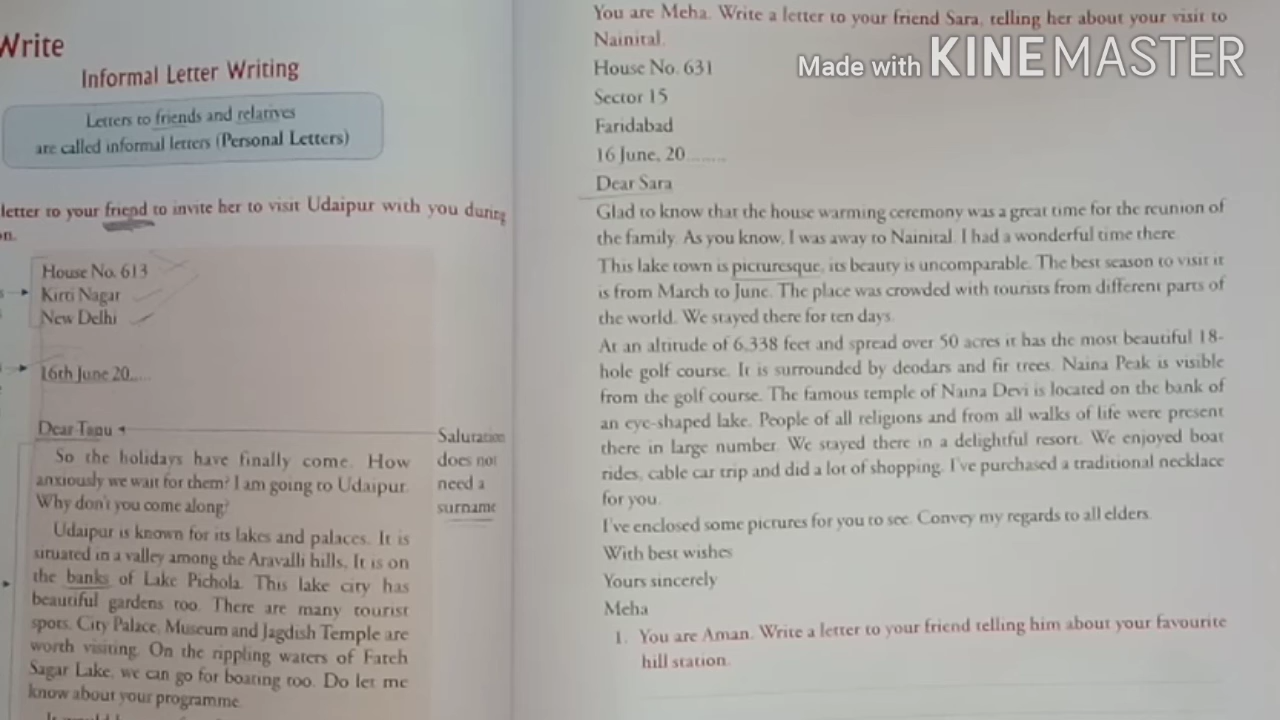 Write
Informal Letter Writing
Letters to friends and relatives
are called informal letters (Personal Letters)
letter to your friend to invite her to visit Udaipur with you during
House No. 613
Kirti Nagar
New Delhi
16th June 20.....
Dear Tanu
Salutation
does not
need a
surname
So the holidays have finally come. How
anxiously we wait for them? I am going to Udaipur.
Why don't you come along?
Udaipur is known for its lakes and palaces. It is
situated in a valley among the Aravalli hills. It is on
the banks of Lake Pichola. This lake city has
beautiful gardens too. There are many tourist
spots. City Palace, Museum and Jagdish Temple are
worth visiting. On the rippling waters of Fateh
Sagar Lake, we can go for boating too. Do let me
know about your programme.
You are Meha. Write a letter to your friend Sara, telling her about your visit to
Nainital.
Made with KINEMASTER
House No. 631
Sector 15
Faridabad
16 June, 20........
Dear Sara
Glad to know that the house warming ceremony was a great time for the reunion of
the family. As you know, I was away to Nainital. I had a wonderful time there.
This lake town is picturesque, its beauty is uncomparable. The best season to visit it
is from March to June. The place was crowded with tourists from different parts of
the world. We stayed there for ten days.
At an altitude of 6,338 feet and spread over 50 acres it has the most beautiful 18-
hole golf course. It is surrounded by deodars and fir trees. Naina Peak is visible
from the golf course. The famous temple of Naina Devi is located on the bank of
an eye-shaped lake. People of all religions and from all walks of life were present
there in large number. We stayed there in a delightful resort. We enjoyed boat
rides, cable car trip and did a lot of shopping. I've purchased a traditional necklace
for you.
I've enclosed some pictures for you to see. Convey my regards to all elders.
With best wishes
Yours sincerely
Meha
1. You are Aman. Write a letter to your friend telling him about your favourite
hill station.